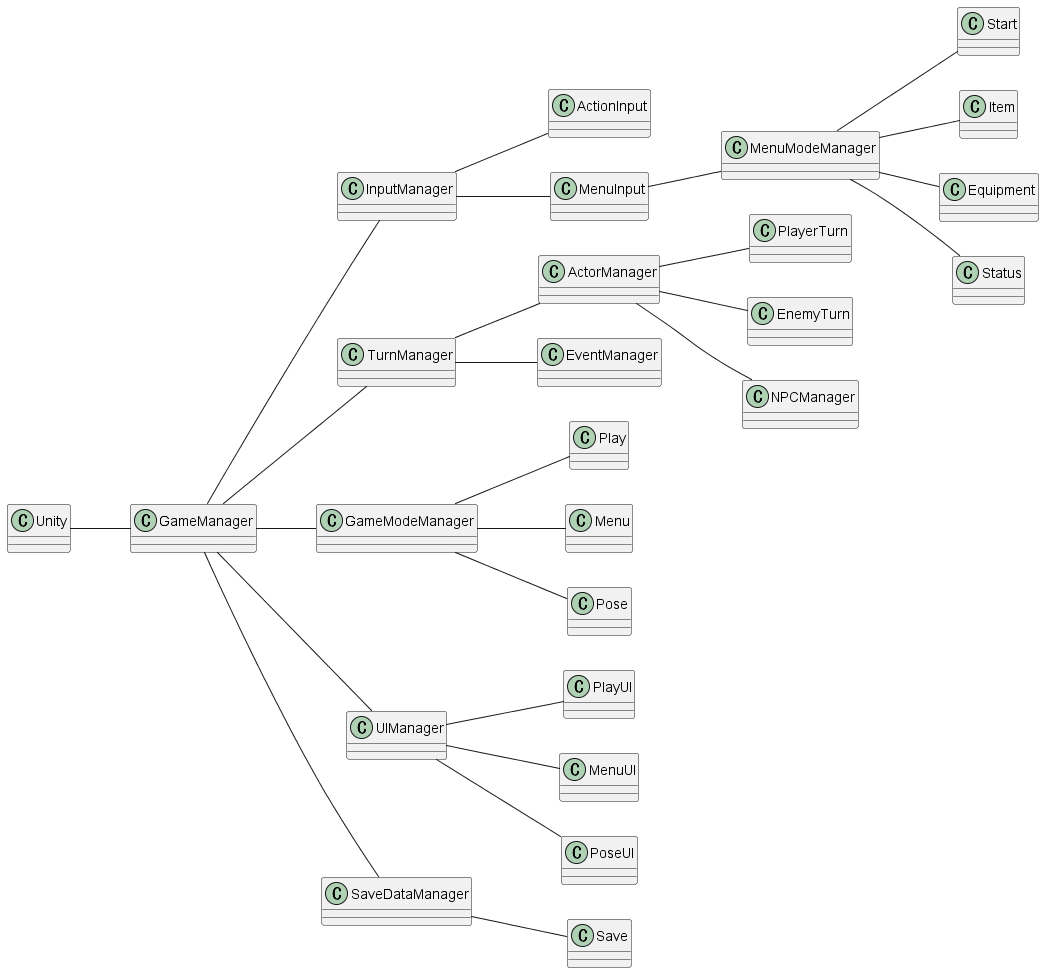 C Start
C ActionInput
C Item
C MenuModeManager
C InputManager
C MenuInput
C Equipment
C PlayerTurn
C ActorManager
C Status
C EnemyTurn
C TurnManager
C EventManager
C NPCManager
C Play
C Unity
C GameManager
C GameModeManager
C Menu
C Pose
C PlayUI
C UIManager
C MenuUI
C PoseUI
C SaveDataManager
C Save